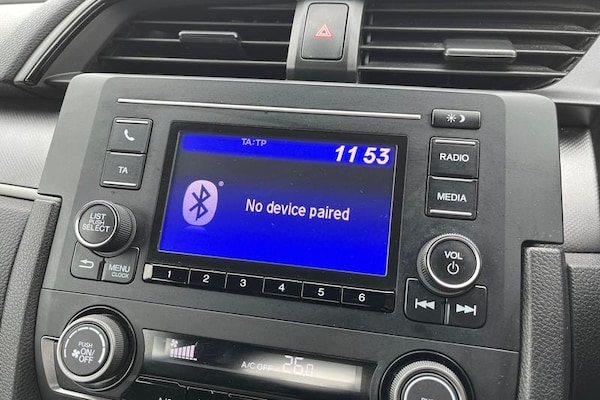 TA:TP
11 53
No device paired
TA
RADIO
MEDIA
LIST
PUSH
SELECT
MENU
CLOCK
VOL
1 2 3 4 5 6
PUSH
ON/
OFF
A/C OFF
26.0